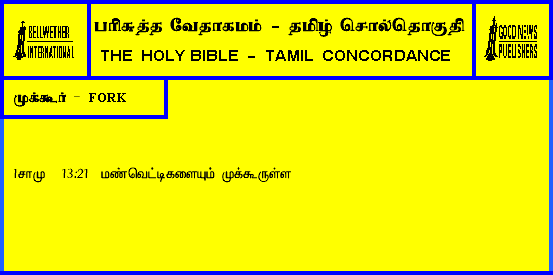 BELLWETHER
INTERNATIONAL
பரிசுத்த வேதாகமம் - தமிழ் சொல்தொகுதி
THE HOLY BIBLE - TAMIL CONCORDANCE
GOOD NEWS
PUBLISHERS
முக்கூர் - FORK
1சாமு 13:21 மண்வெட்டிகளையும் முக்கூருள்ள